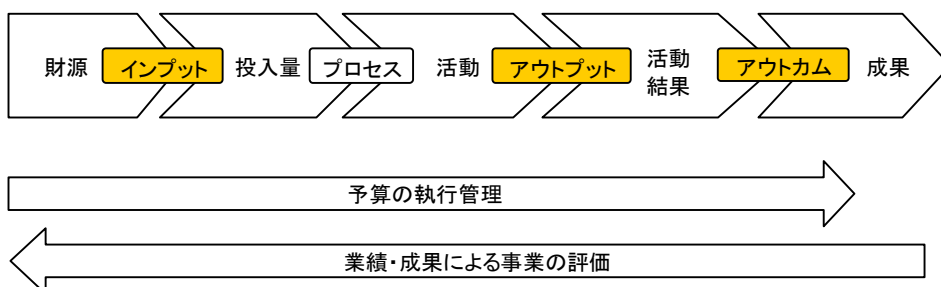 財源
インプット
投入量
プロセス
活動
アウトプット
活動
結果
アウトカム
成果
予算の執行管理
業績・成果による事業の評価